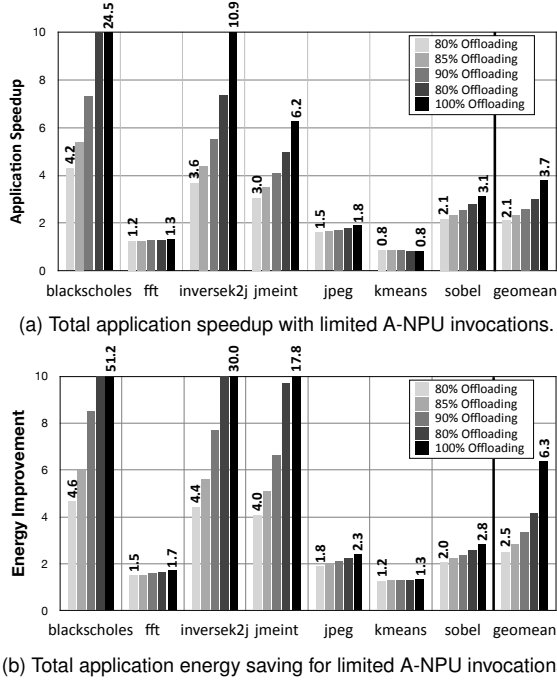 10
24.5
10.9
80% Offloading
85% Offloading
90% Offloading
80% Offloading
100% Offloading
8
6
4
2
0
Application Speedup
4.2
1.2
1.3
3.6
3.0
6.2
1.5
1.8
0.8
0.8
2.1
3.1
2.1
3.7
blackscholes fft inversek2j jmeint jpeg kmeans sobel geomean
(a) Total application speedup with limited A-NPU invocations.
10
51.2
30.0
17.8
80% Offloading
85% Offloading
90% Offloading
80% Offloading
100% Offloading
8
6
4
2
0
Energy Improvement
4.6
1.5
1.7
4.4
4.0
1.8
2.3
1.2
1.3
2.0
2.8
2.5
6.3
blackscholes fft inversek2j jmeint jpeg kmeans sobel geomean
(b) Total application energy saving for limited A-NPU invocation